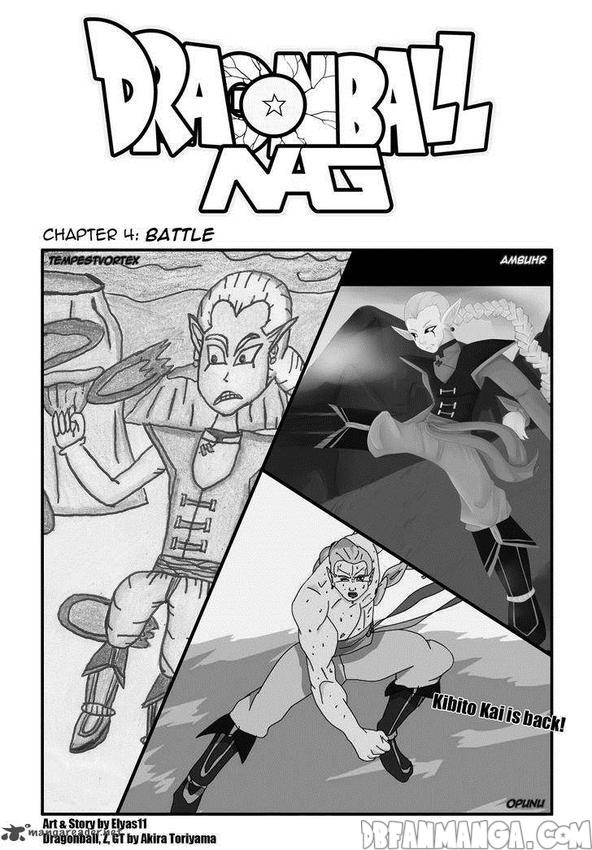 DRAGONBALL
NAG
CHAPTER 4: BATTLE
TEMPESTVORTEX
AMBUHR
Kibito Kai is back!
OPUNU
Art & Story by Elyas11
mangareader.net
Dragonball, Z, GT by Akira Toriyama
DBFANMANGA.COM